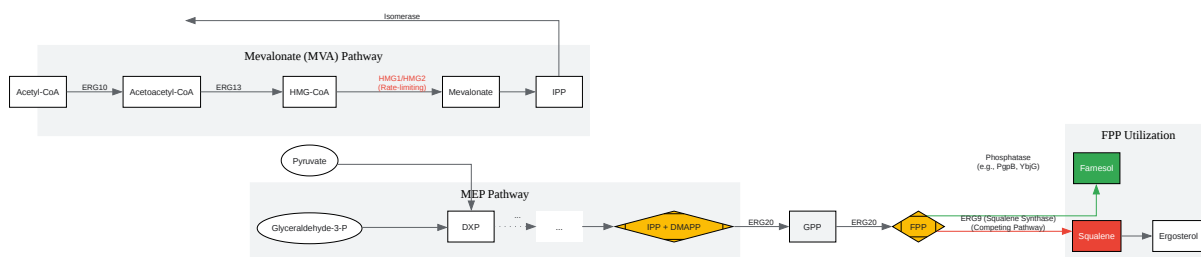 Isomerase
Mevalonate (MVA) Pathway
Acetyl-CoA
ERG10
Acetoacetyl-CoA
ERG13
HMG-CoA
HMG1/HMG2
(Rate-limiting)
Mevalonate
IPP
Pyruvate
MEP Pathway
Glyceraldehyde-3-P
DXP
...
...
IPP + DMAPP
ERG20
GPP
ERG20
FPP
FPP Utilization
Phosphatase
(e.g., PgpB, YbjG)
Farnesol
ERG9 (Squalene Synthase)
(Competing Pathway)
Squalene
Ergosterol